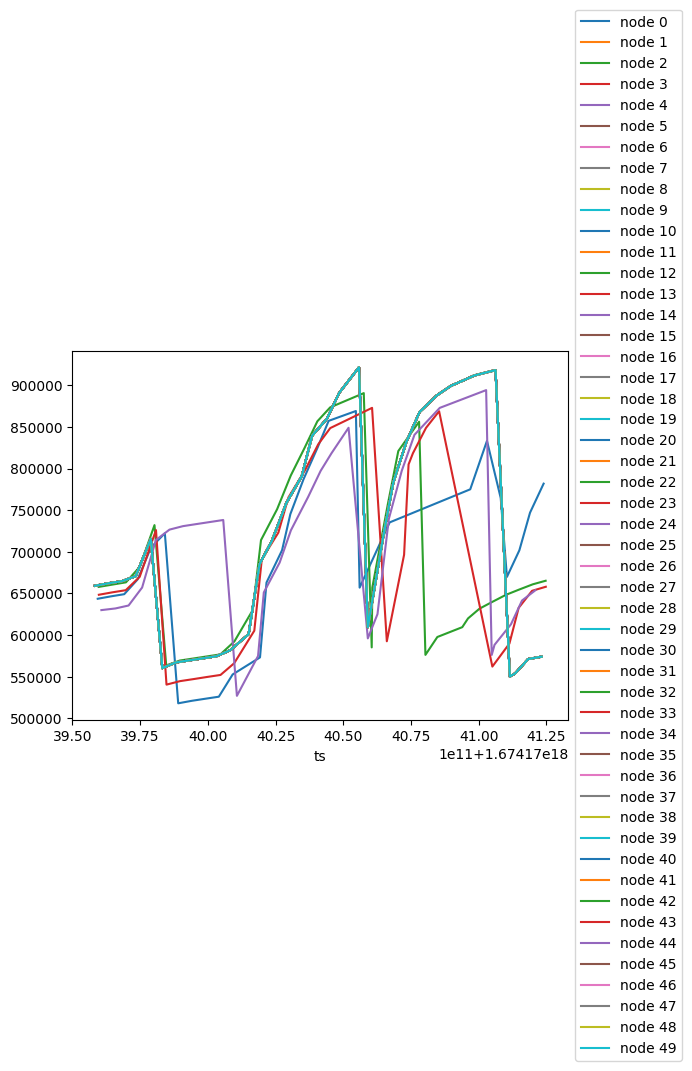 node 0
node 1
node 2
node 3
node 4
node 5
node 6
node 7
node 8
node 9
node 10
node 11
node 12
node 13
node 14
node 15
node 16
node 17
node 18
node 19
node 20
node 21
node 22
node 23
node 24
node 25
node 26
node 27
node 28
node 29
node 30
node 31
node 32
node 33
node 34
node 35
node 36
node 37
node 38
node 39
node 40
node 41
node 42
node 43
node 44
node 45
node 46
node 47
node 48
node 49
900000
850000
800000
750000
700000
650000
600000
550000
500000
39.50 39.75 40.00 40.25 40.50 40.75 41.00 41.25
1e11+1.67417e18
ts